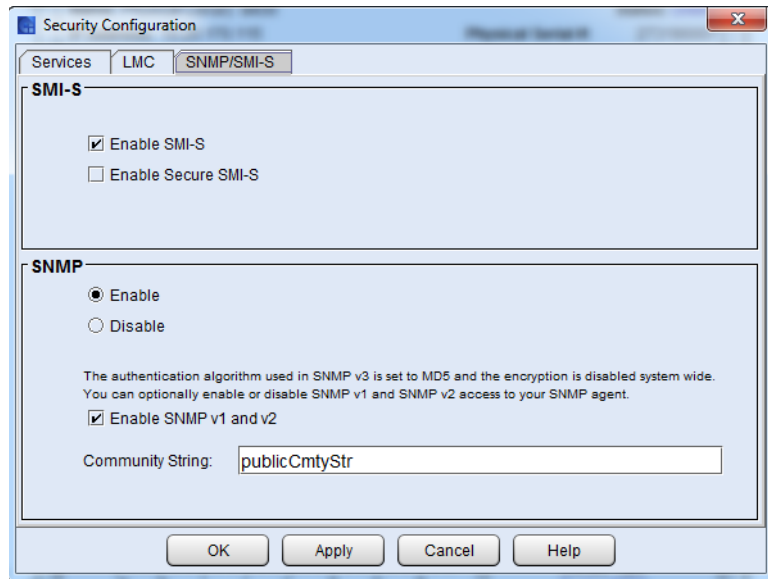 Security Configuration
Services LMC SNMP/SMI-S
SMI-S
Enable SMI-S
Enable Secure SMI-S
SNMP
Enable
Disable
The authentication algorithm used in SNMP v3 is set to MD5 and the encryption is disabled system wide.
You can optionally enable or disable SNMP v1 and SNMP v2 access to your SNMP agent.
Enable SNMP v1 and v2
Community String: publicCmtyStr
OK Apply Cancel Help